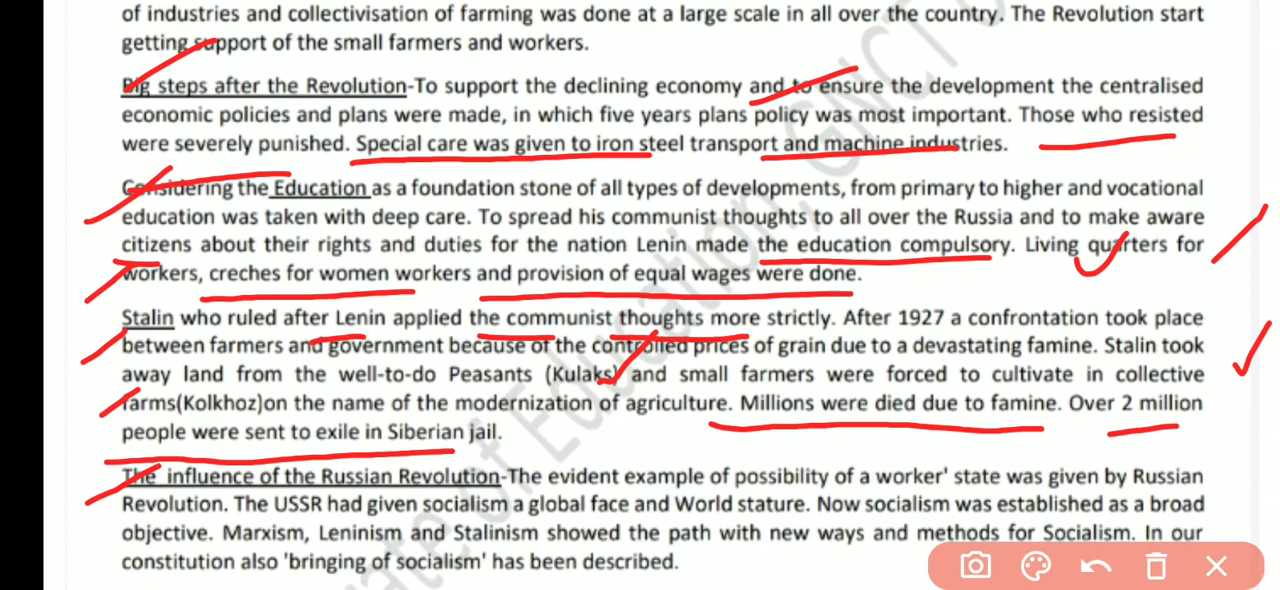 of industries and collectivisation of farming was done at a large scale in all over the country. The Revolution start
getting support of the small farmers and workers.
Big steps after the Revolution-To support the declining economy and to ensure the development the centralised
economic policies and plans were made, in which five years plans policy was most important. Those who resisted
were severely punished. Special care was given to iron steel transport and machine industries.
Considering the Education as a foundation stone of all types of developments, from primary to higher and vocational
education was taken with deep care. To spread his communist thoughts to all over the Russia and to make aware
citizens about their rights and duties for the nation Lenin made the education compulsory. Living quarters for
workers, creches for women workers and provision of equal wages were done.
Stalin who ruled after Lenin applied the communist thoughts more strictly. After 1927 a confrontation took place
between farmers and government because of the controlled prices of grain due to a devastating famine. Stalin took
away land from the well-to-do Peasants (Kulaks) and small farmers were forced to cultivate in collective
farms(Kolkhoz)on the name of the modernization of agriculture. Millions were died due to famine. Over 2 million
people were sent to exile in Siberian jail.
The influence of the Russian Revolution-The evident example of possibility of a worker' state was given by Russian
Revolution. The USSR had given socialism a global face and World stature. Now socialism was established as a broad
objective. Marxism, Leninism and Stalinism showed the path with new ways and methods for Socialism. In our
constitution also 'bringing of socialism' has been described.
rate of Education, GNCT